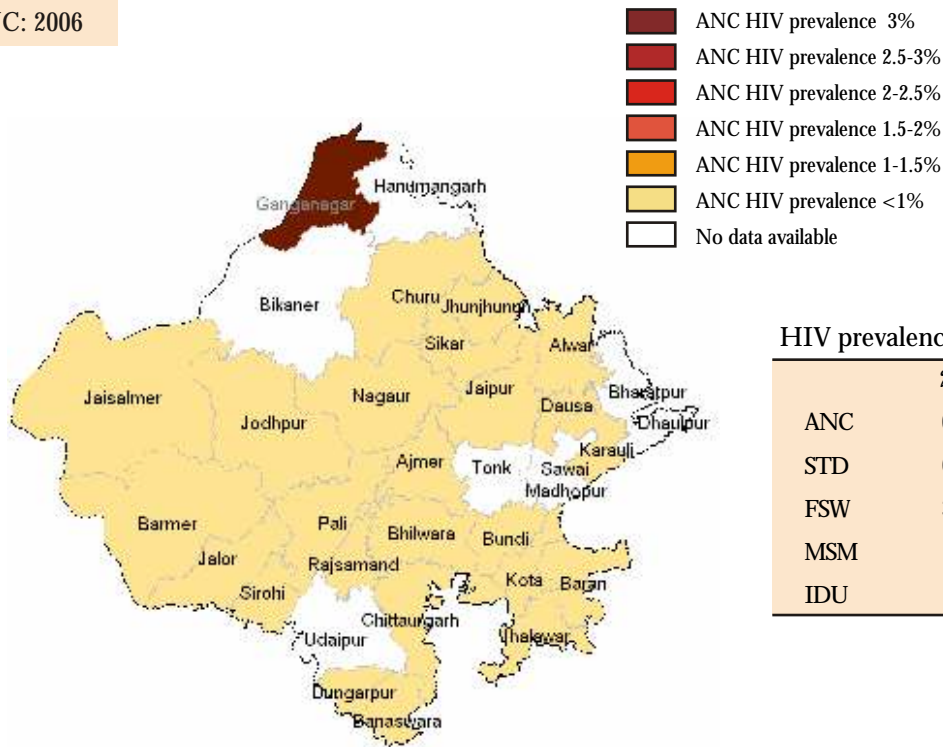 C: 2006
ANC HIV prevalence 3%
ANC HIV prevalence 2.5-3%
ANC HIV prevalence 2-2.5%
ANC HIV prevalence 1.5-2%
ANC HIV prevalence 1-1.5%
ANC HIV prevalence <1%
No data available
Ganganagar
Hanumangarh
Bikaner
Churu
Jhunjhunun
Sikar
Alwar
Jaisalmer
Jodhpur
Nagaur
Jaipur
Dausa
Bharatpur
Dhaulpur
Karauli
Ajmer
Tonk
Sawai
Madhopur
Barmer
Pali
Bhilwara
Bundi
Jalor
Rajsamand
Kota
Baran
Sirohi
Chittaurgarh
Udaipur
Jhalawar
Dungarpur
Banaswara
HIV prevalenc
ANC
STD
FSW
MSM
IDU